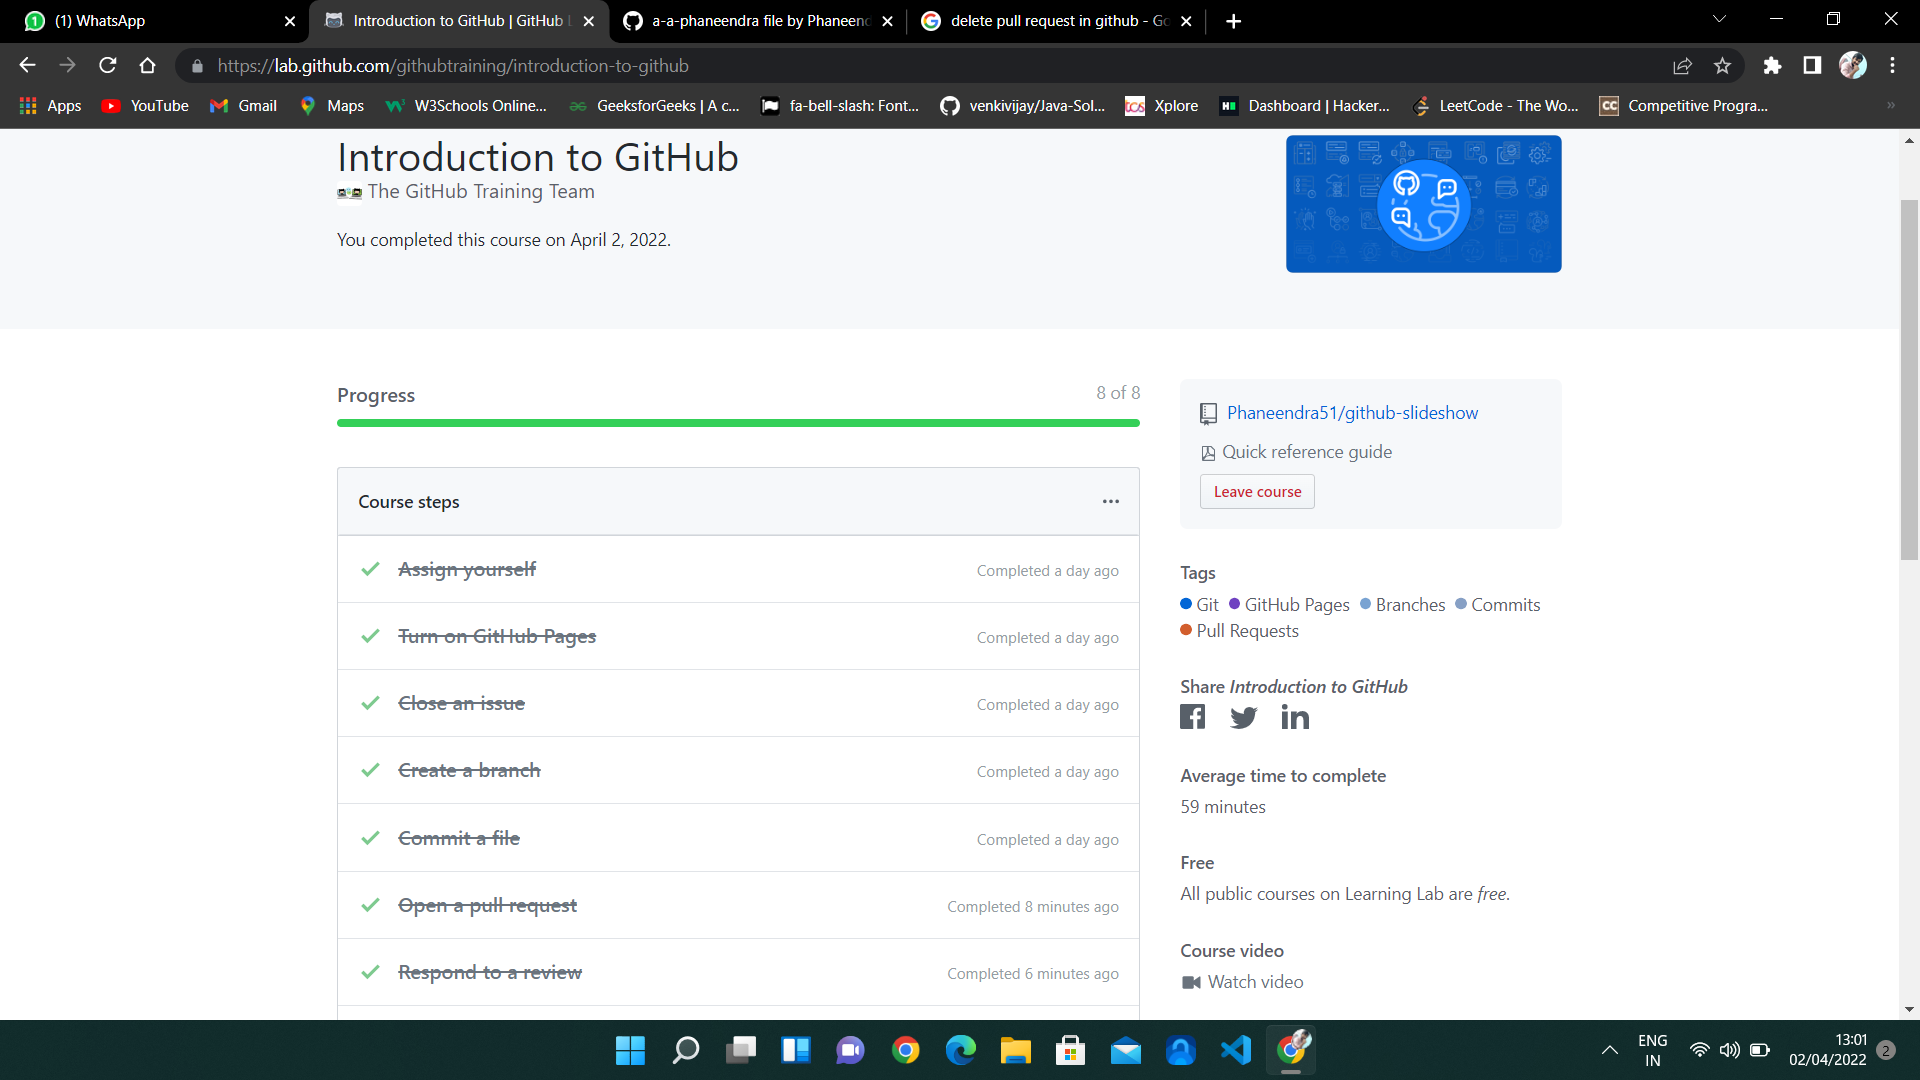 (1) WhatsApp
Introduction to GitHub | GitHub L
a-a-phaneendra file by Phaneend
delete pull request in github - Go
https://lab.github.com/githubtraining/introduction-to-github
Apps YouTube Gmail Maps W3Schools Online... GeeksforGeeks | A c... fa-bell-slash: Font... venkivijay/Java-Sol... tcs Xplore Dashboard | Hacker... LeetCode - The Wo... CC Competitive Progra... »
Introduction to GitHub
The GitHub Training Team
You completed this course on April 2, 2022.
Progress 8 of 8
Course steps ...
Assign yourself Completed a day ago
Turn on GitHub Pages Completed a day ago
Close an issue Completed a day ago
Create a branch Completed a day ago
Commit a file Completed a day ago
Open a pull request Completed 8 minutes ago
Respond to a review Completed 6 minutes ago
Phaneendra51/github-slideshow
Quick reference guide
Leave course
Tags
Git GitHub Pages Branches Commits
Pull Requests
Share Introduction to GitHub
Average time to complete
59 minutes
Free
All public courses on Learning Lab are free.
Course video
Watch video
ENG
IN
13:01
02/04/2022
2